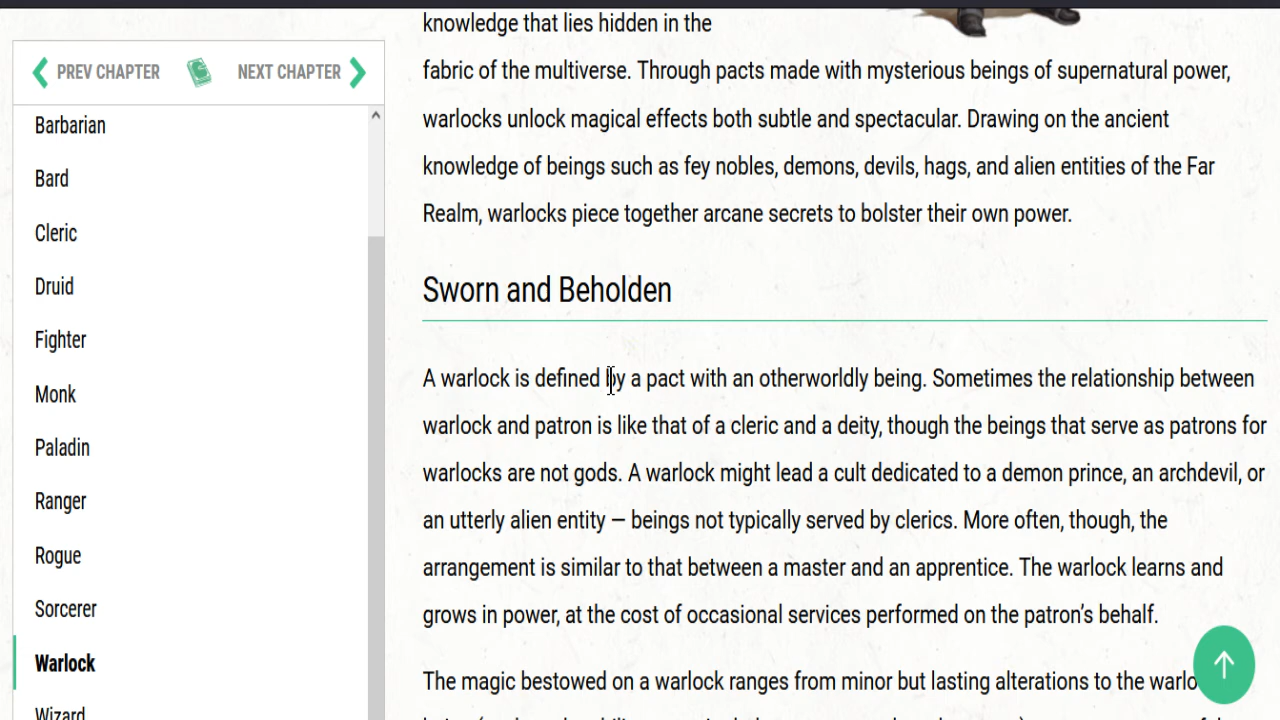 PREV CHAPTER
NEXT CHAPTER
Barbarian
Bard
Cleric
Druid
Fighter
Monk
Paladin
Ranger
Rogue
Sorcerer
Warlock
Wizard
knowledge that lies hidden in the
fabric of the multiverse. Through pacts made with mysterious beings of supernatural power,
warlocks unlock magical effects both subtle and spectacular. Drawing on the ancient
knowledge of beings such as fey nobles, demons, devils, hags, and alien entities of the Far
Realm, warlocks piece together arcane secrets to bolster their own power.
Sworn and Beholden
A warlock is defined by a pact with an otherworldly being. Sometimes the relationship between
warlock and patron is like that of a cleric and a deity, though the beings that serve as patrons for
warlocks are not gods. A warlock might lead a cult dedicated to a demon prince, an archdevil, or
an utterly alien entity — beings not typically served by clerics. More often, though, the
arrangement is similar to that between a master and an apprentice. The warlock learns and
grows in power, at the cost of occasional services performed on the patron's behalf.
The magic bestowed on a warlock ranges from minor but lasting alterations to the